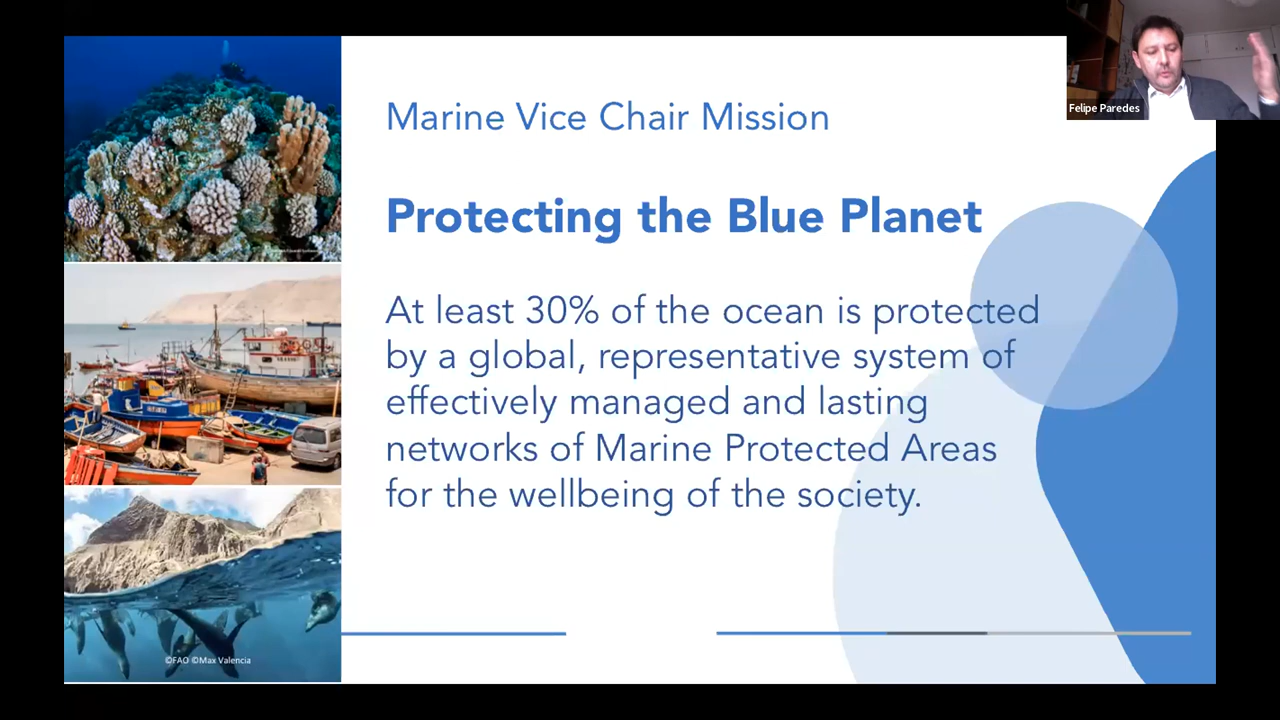 Marine Vice Chair Mission
Felipe Paredes
Protecting the Blue Planet
At least 30% of the ocean is protected
by a global, representative system of
effectively managed and lasting
networks of Marine Protected Areas
for the wellbeing of the society.
©FAO ©Max Valencia